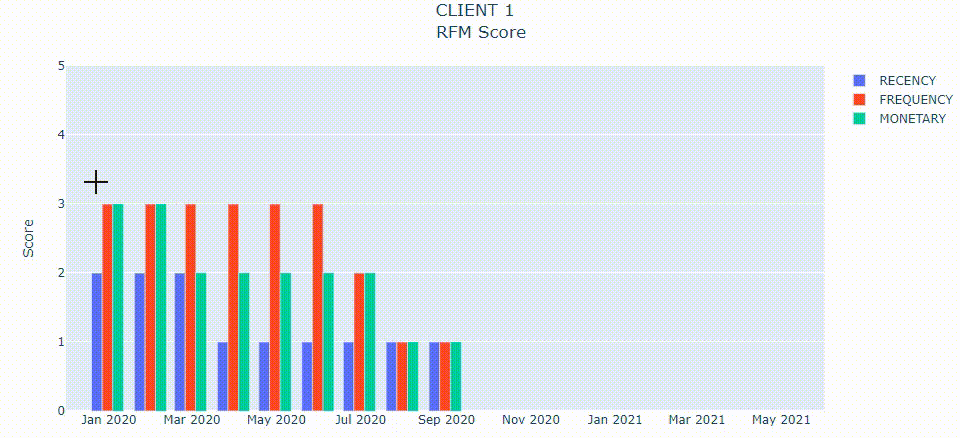 CLIENT 1
RFM Score
5
4
3
2
1
0
Score
Jan 2020
Mar 2020
May 2020
Jul 2020
Sep 2020
Nov 2020
Jan 2021
Mar 2021
May 2021
RECENCY
FREQUENCY
MONETARY